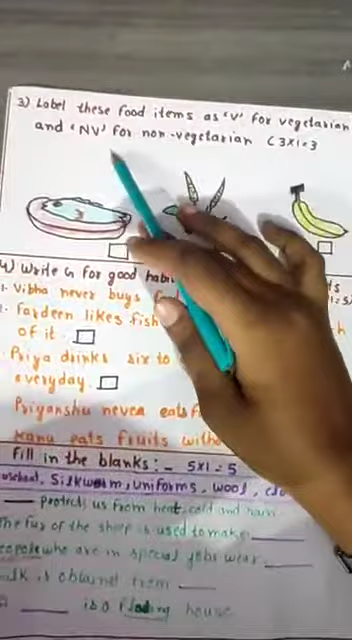 3) Label these food items as 'V' for vegetarian
and 'NV' for non-vegetarian (3x1=3
4) Write G for good habi
1. Vibha never buys
Fardeen likes fish
of it.
Priya drinks six to
everyday.
Priyanshu never eats
Manu eats fruits witho
Fill in the blanks:- 5x1=5
Silkworm, uniforms, wool,
protects us from heat, cold and rain.
The fur of the sheep is used to make
people who are in special jobs wear
is obtained from
is a floating house